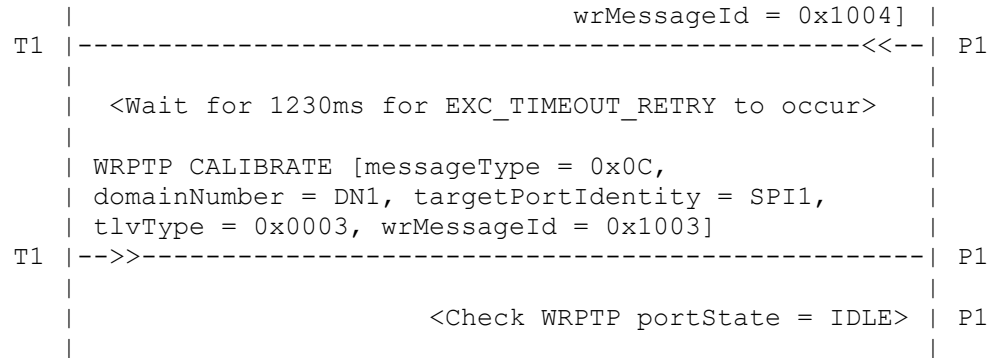 | wrMessageId = 0x1004] |
T1 |-------------------------------------------------<<--| P1
| |
| <Wait for 1230ms for EXC_TIMEOUT_RETRY to occur> |
| |
| WRPTP CALIBRATE [messageType = 0x0C, |
| domainNumber = DN1, targetPortIdentity = SPI1, |
| tlvType = 0x0003, wrMessageId = 0x1003] |
T1 |-->>-------------------------------------------------| P1
| |
| <Check WRPTP portState = IDLE> | P1
| |